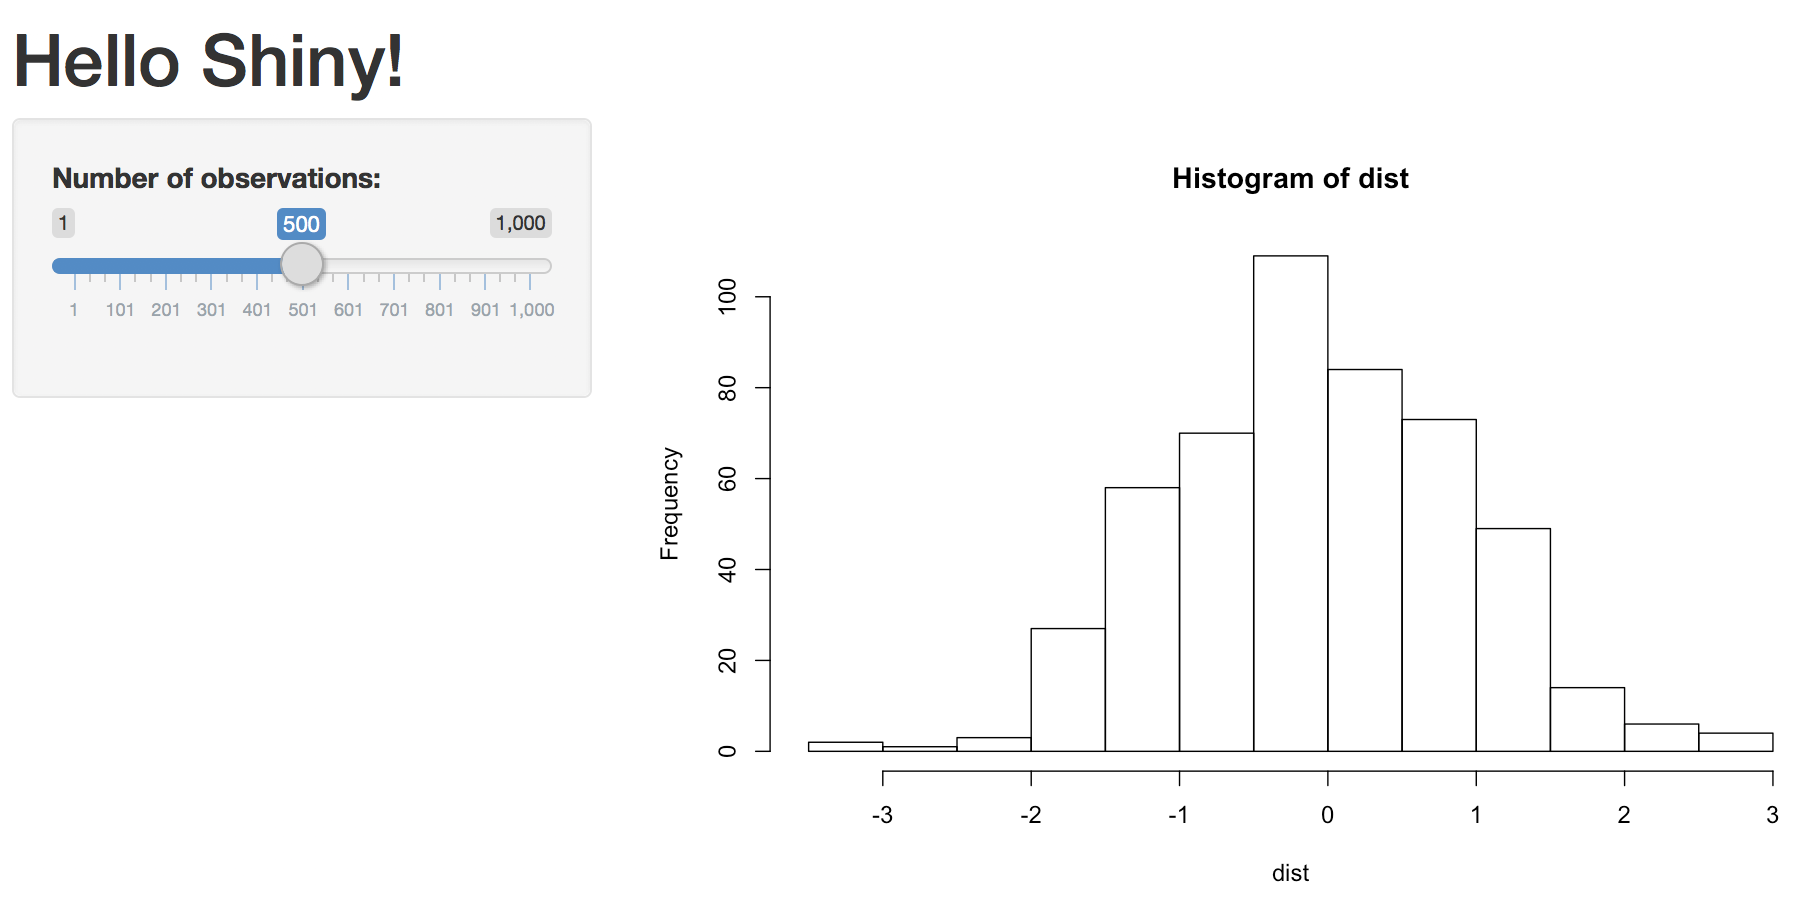 Hello Shiny!
Number of observations:
1 500 1,000
1 101 201 301 401 501 601 701 801 901 1,000
Histogram of dist
Frequency
100
80
60
40
20
0
-3 -2 -1 0 1 2 3
dist